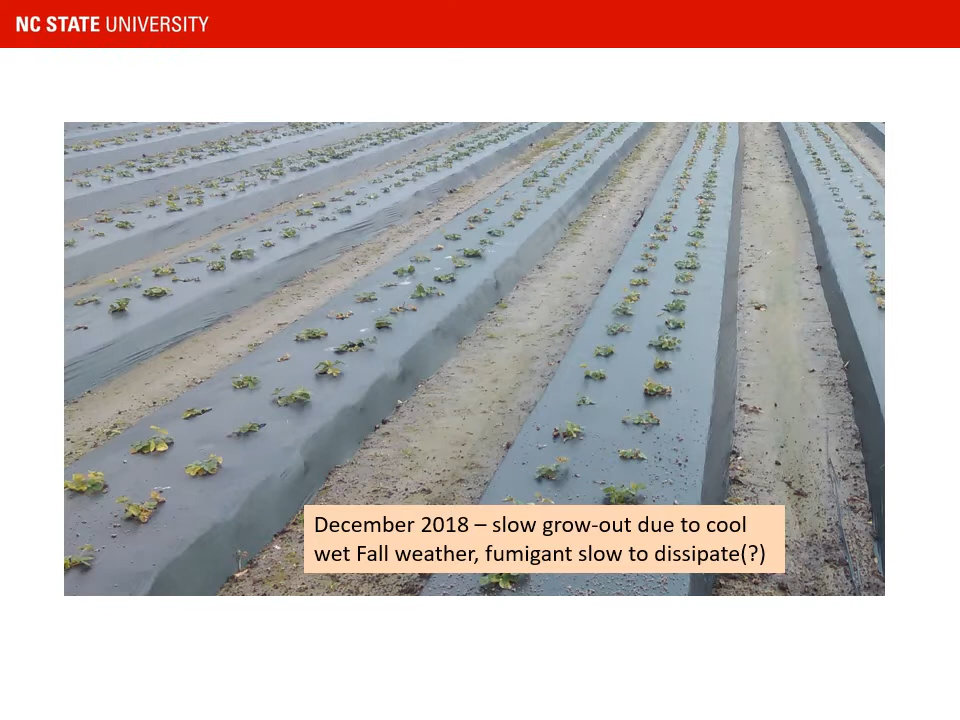 NC STATE UNIVERSITY
December 2018 – slow grow-out due to cool
wet Fall weather, fumigant slow to dissipate(?)